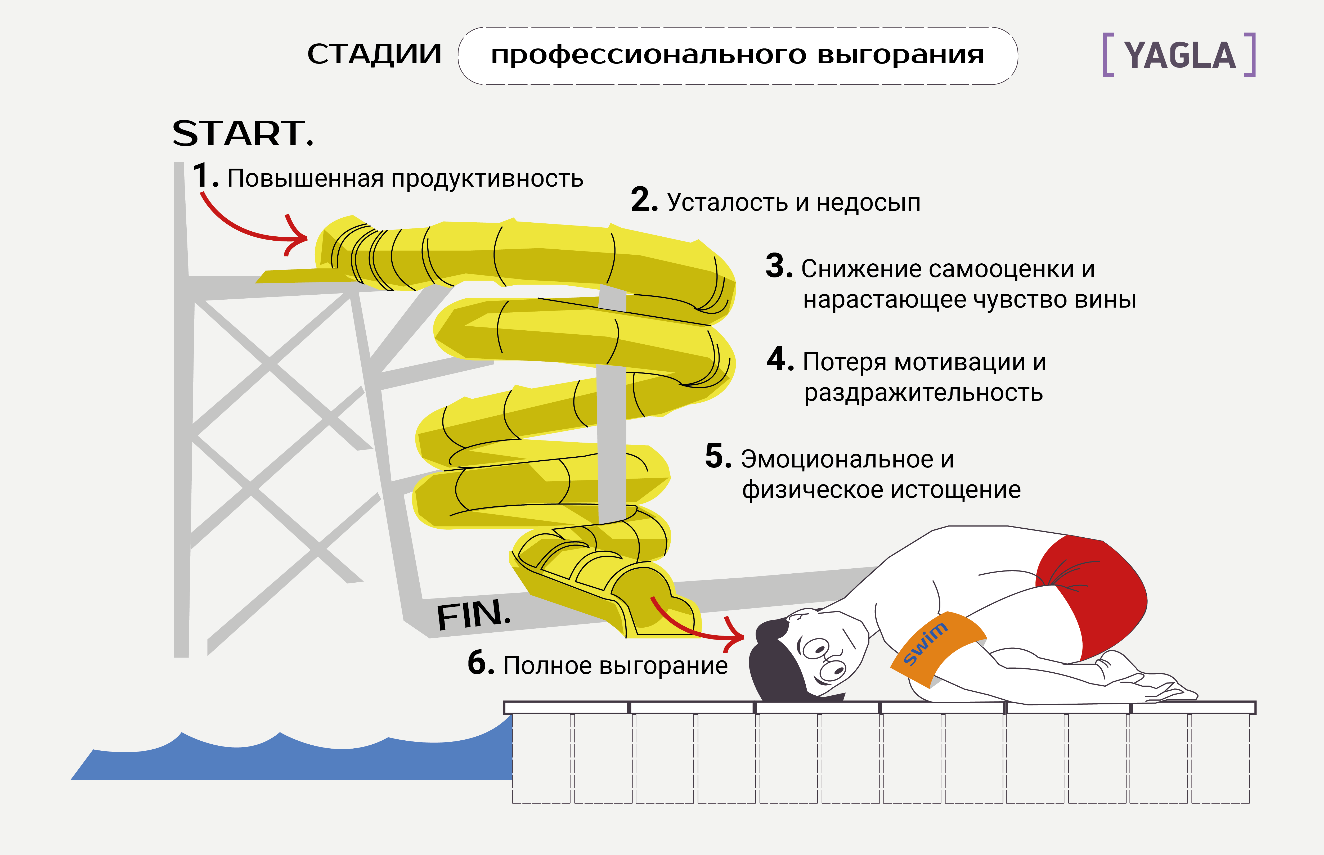 СТАДИИ профессионального выгорания
[ YAGLA ]
START.
1. Повышенная продуктивность
2. Усталость и недосып
3. Снижение самооценки и
нарастающее чувство вины
4. Потеря мотивации и
раздражительность
5. Эмоциональное и
физическое истощение
swim
FIN.
6. Полное выгорание